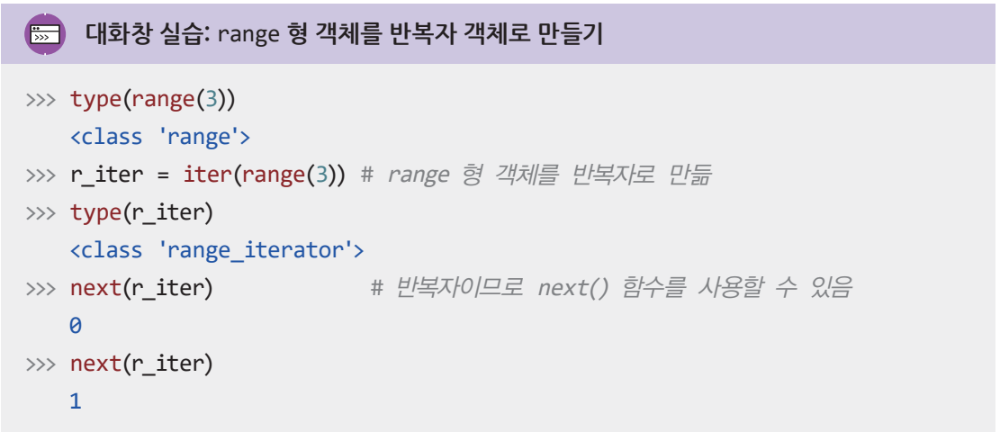 대화창 실습: range 형 객체를 반복자 객체로 만들기
>>> type(range(3))
<class 'range'>
>>> r_iter = iter(range(3)) # range 형 객체를 반복자로 만듦
>>> type(r_iter)
<class 'range_iterator'>
>>> next(r_iter) # 반복자이므로 next() 함수를 사용할 수 있음
0
>>> next(r_iter)
1